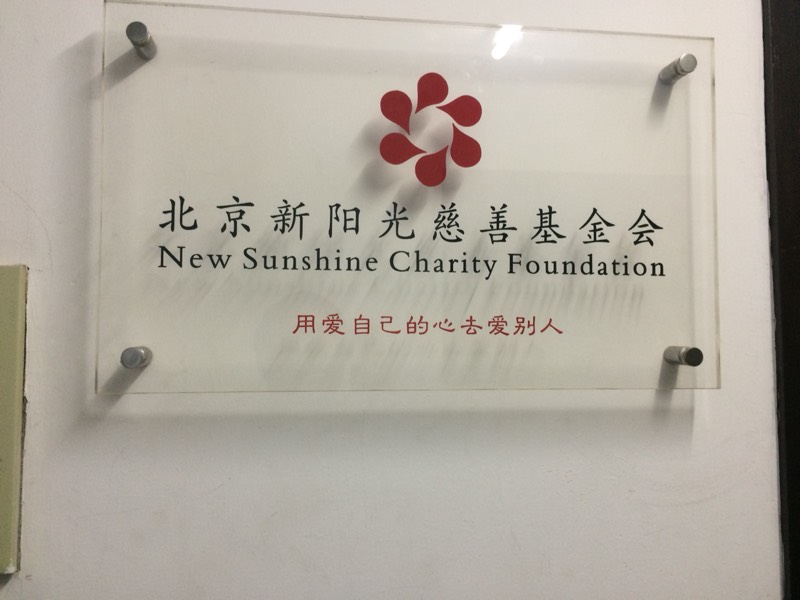 北京新阳光慈善基金会
New Sunshine Charity Foundation
用爱自己的心去爱别人